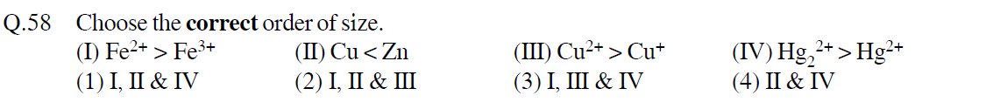 Q.58 Choose the correct order of size.
(I) Fe²⁺ > Fe³⁺ (II) Cu < Zn (III) Cu²⁺ > Cu⁺ (IV) Hg₂²⁺ > Hg²⁺
(1) I, II & IV (2) I, II & III (3) I, III & IV (4) II & IV